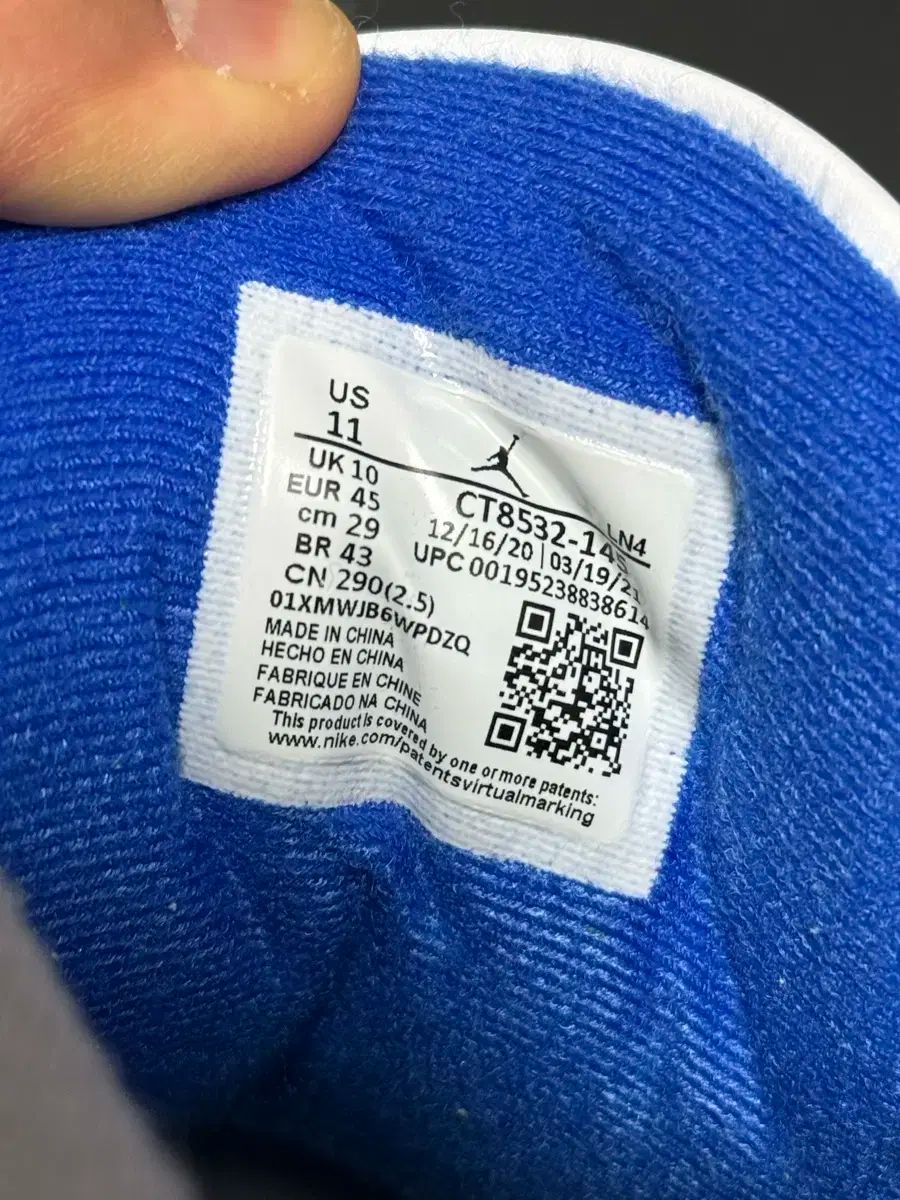 US
11
UK 10
EUR 45
cm 29
BR 43
CN 290(2.5)
01XMWJB6WPDZQ
LN4
CT8532-14
12/16/20 | 03/19/21
UPC 00195238838614
MADE IN CHINA
HECHO EN CHINA
FABRIQUE EN CHINE
FABRICADO NA CHINA
This product is covered by one or more patents:
www.nike.com/patentsvirtualmarking